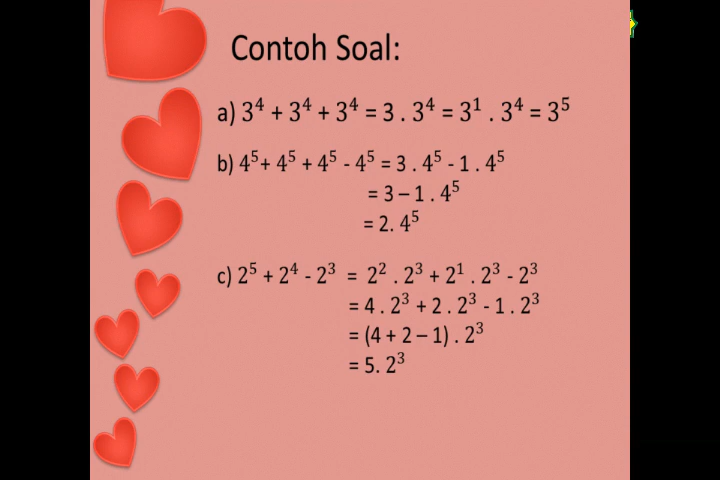 Contoh Soal:
a) 3⁴ + 3⁴ + 3⁴ = 3 . 3⁴ = 3¹ . 3⁴ = 3⁵
b) 4⁵+ 4⁵ + 4⁵ - 4⁵ = 3 . 4⁵ - 1 . 4⁵
= 3 – 1 . 4⁵
= 2. 4⁵
c) 2⁵ + 2⁴ - 2³ = 2² . 2³ + 2¹ . 2³ - 2³
= 4 . 2³ + 2 . 2³ - 1 . 2³
= (4 + 2 – 1) . 2³
= 5. 2³